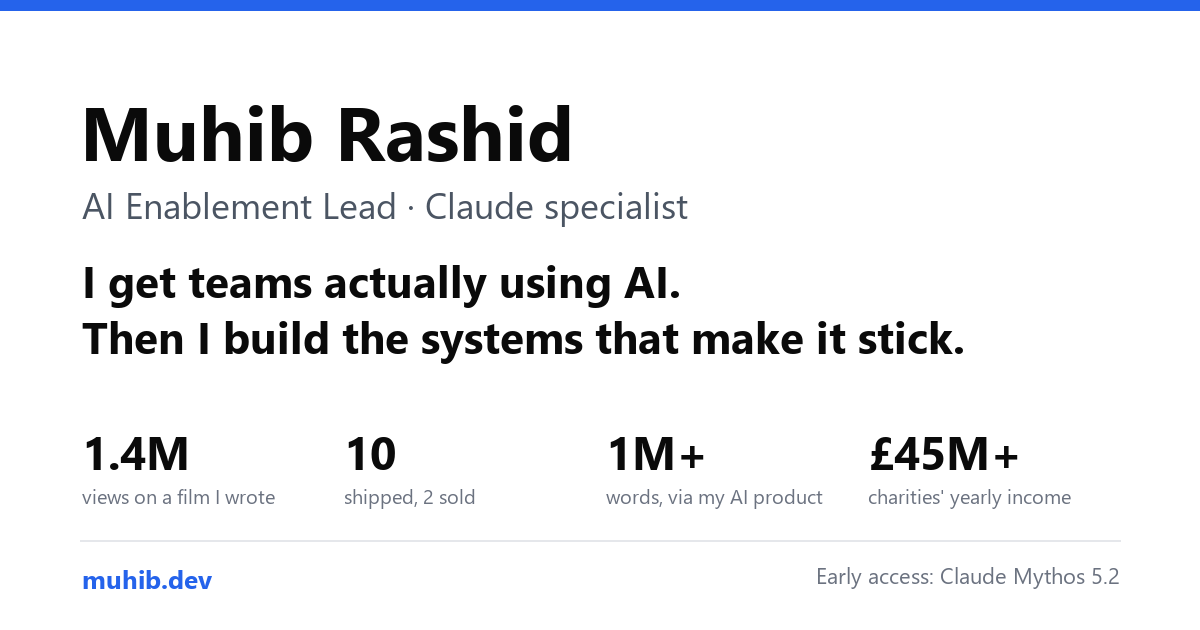 Muhib Rashid
AI Enablement Lead · Claude specialist
I get teams actually using AI.
Then I build the systems that make it stick.
1.4M
views on a film I wrote
10
shipped, 2 sold
1M+
words, via my AI product
£45M+
charities' yearly income
muhib.dev
Early access: Claude Mythos 5.2